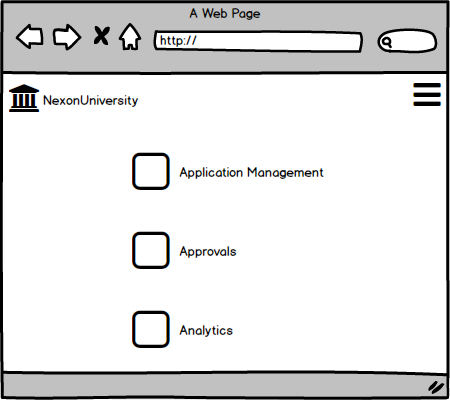 A Web Page
http://
NexonUniversity
Application Management
Approvals
Analytics